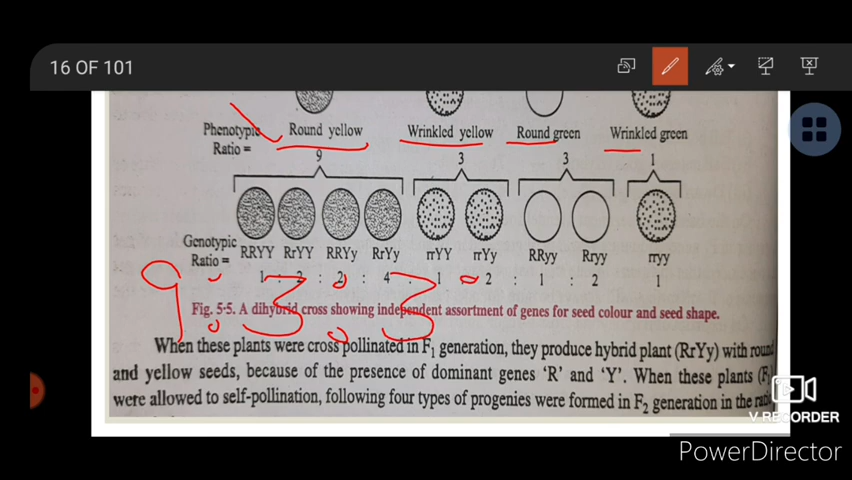 16 OF 101
Phenotypic Round yellow Wrinkled yellow Round green Wrinkled green
Ratio = 9 3 3 1
Genotypic RRYY RrYY RRYy RrYy rrYY rrYy RRyy Rryy rryy
Ratio = 1 : 2 : 2 : 4 : 1 2 : 1 : 2 1
9 : 3 : 3
Fig. 5·5. A dihybrid cross showing independent assortment of genes for seed colour and seed shape.
When these plants were cross pollinated in F1 generation, they produce hybrid plant (RrYy) with round
and yellow seeds, because of the presence of dominant genes 'R' and 'Y'. When these plants (F1
were allowed to self-pollination, following four types of progenies were formed in F2 generation in the ratio
V RECORDER
PowerDirector